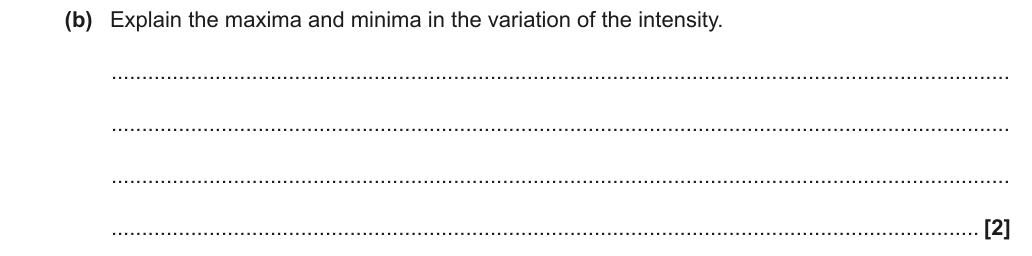 (b) Explain the maxima and minima in the variation of the intensity.
[2]